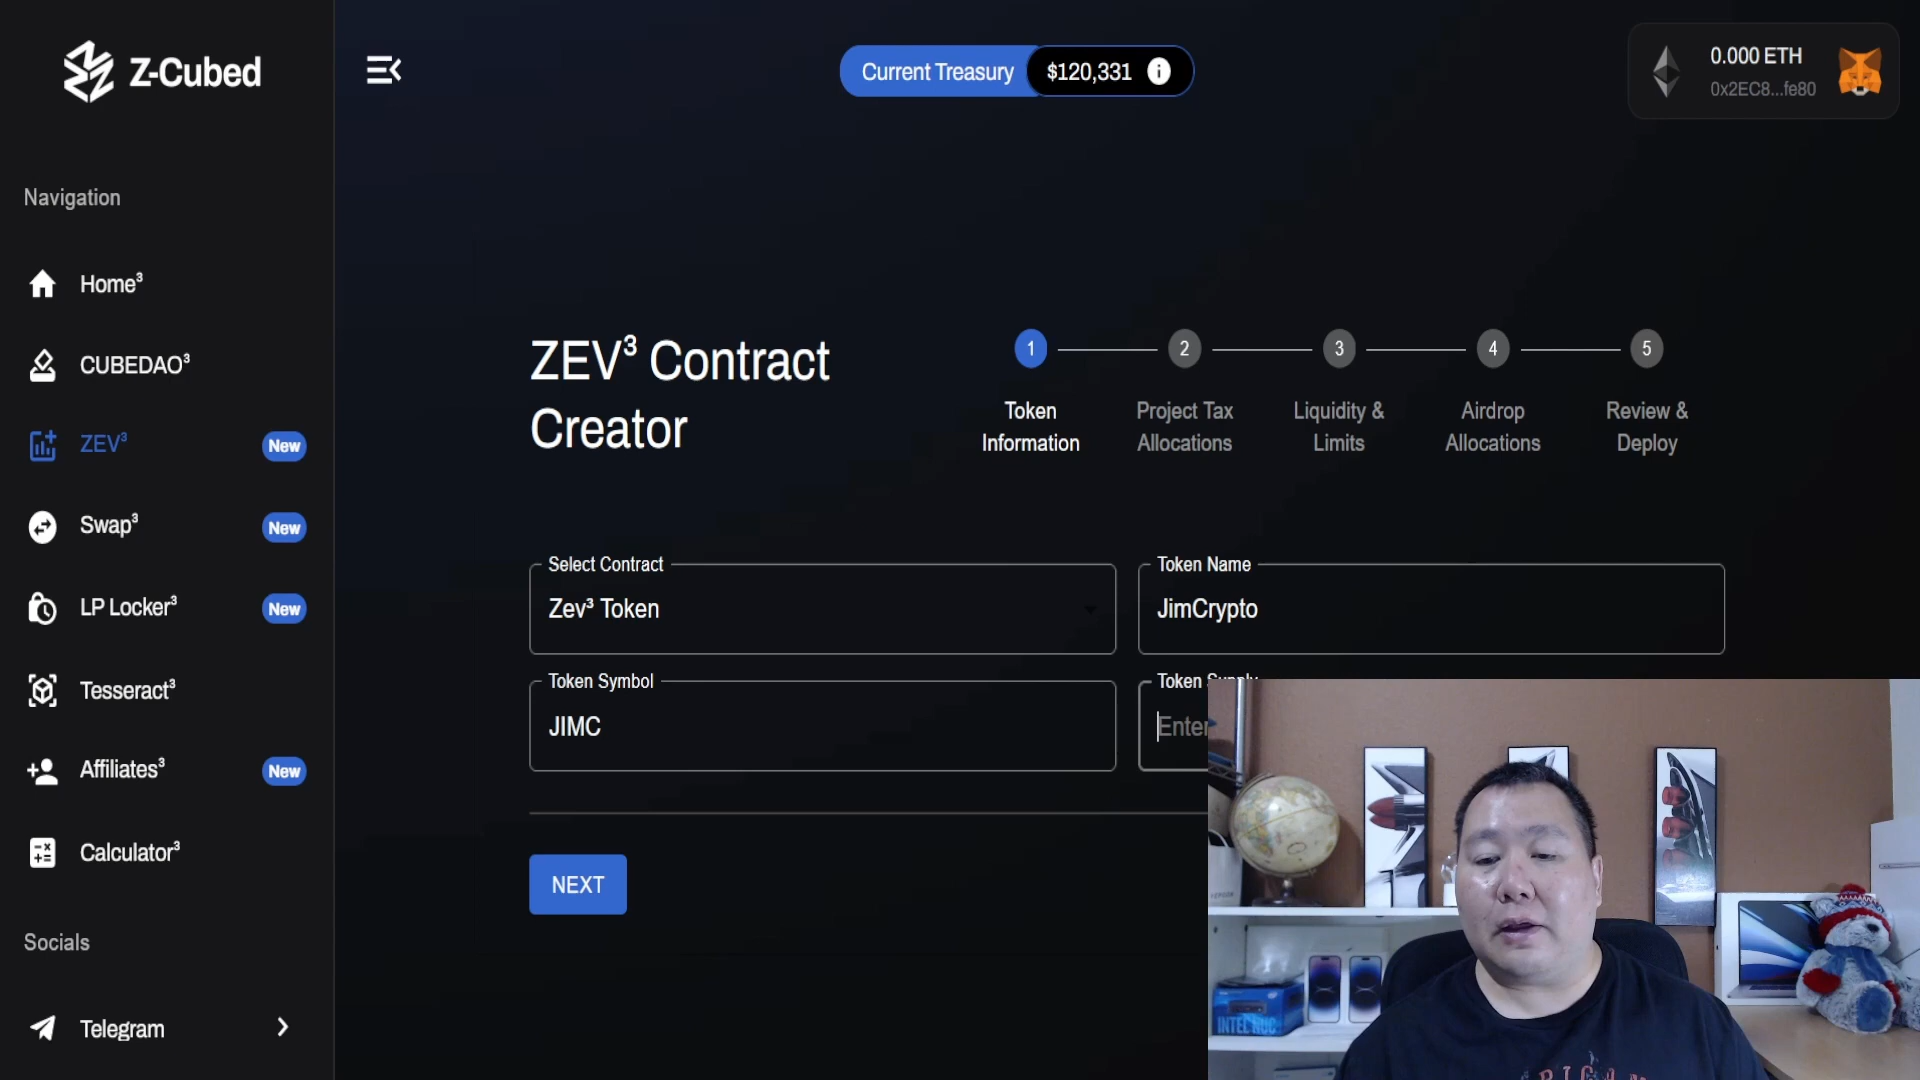 Z-Cubed
Current Treasury $120,331
0.000 ETH
0x2EC8...fe80
Navigation
Home³
CUBEDAO³
ZEV³ New
Swap³ New
LP Locker³ New
Tesseract³
Affiliates³ New
Calculator³
Socials
Telegram
ZEV³ Contract
Creator
1 2 3 4 5
Token Information
Project Tax Allocations
Liquidity & Limits
Airdrop Allocations
Review & Deploy
Select Contract
Zev³ Token
Token Name
JimCrypto
Token Symbol
JIMC
Token Supply
Enter
NEXT
INTEL NUC